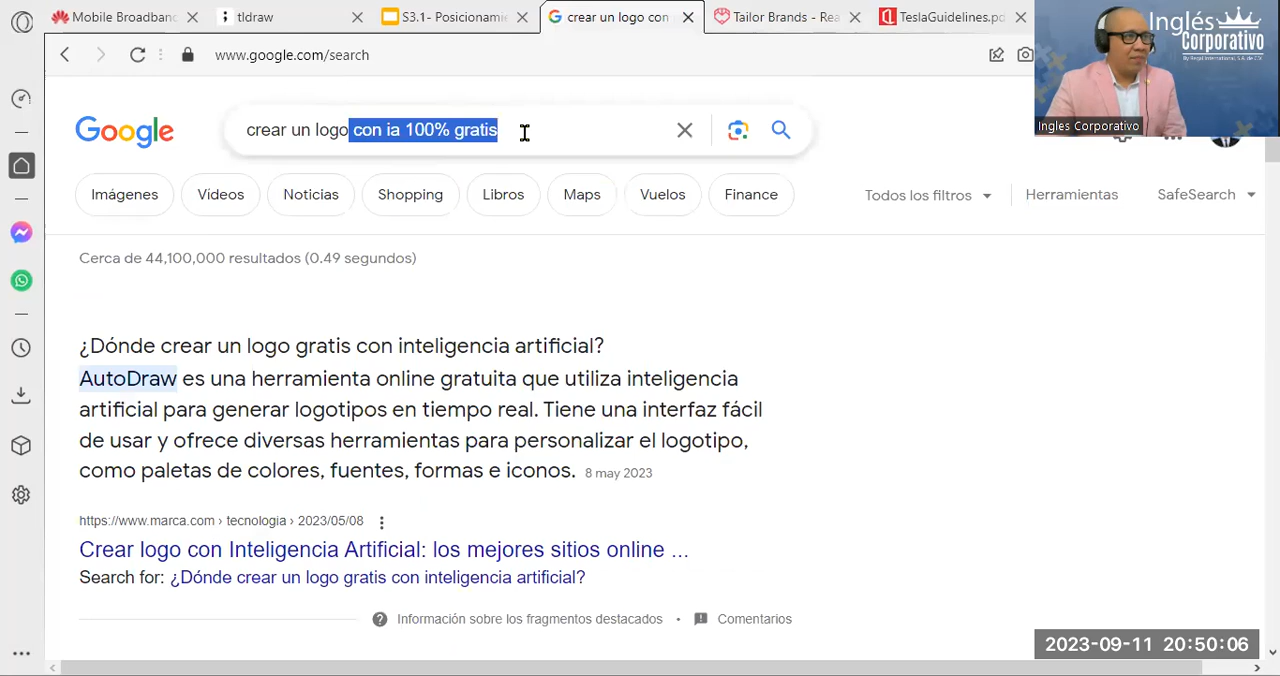 Mobile Broadban
tldraw
S3.1- Posicionami
crear un logo con
Tailor Brands - Rea
TeslaGuidelines.pd
www.google.com/search
Inglés
Corporativo
By Regal International, S.A. de C.V.
Ingles Corporativo
Google
crear un logo con ia 100% gratis
Imágenes
Vídeos
Noticias
Shopping
Libros
Maps
Vuelos
Finance
Todos los filtros
Herramientas
SafeSearch
Cerca de 44,100,000 resultados (0.49 segundos)
¿Dónde crear un logo gratis con inteligencia artificial?
AutoDraw es una herramienta online gratuita que utiliza inteligencia
artificial para generar logotipos en tiempo real. Tiene una interfaz fácil
de usar y ofrece diversas herramientas para personalizar el logotipo,
como paletas de colores, fuentes, formas e iconos. 8 may 2023
https://www.marca.com › tecnologia › 2023/05/08
Crear logo con Inteligencia Artificial: los mejores sitios online ...
Search for: ¿Dónde crear un logo gratis con inteligencia artificial?
Información sobre los fragmentos destacados
Comentarios
2023-09-11 20:50:06